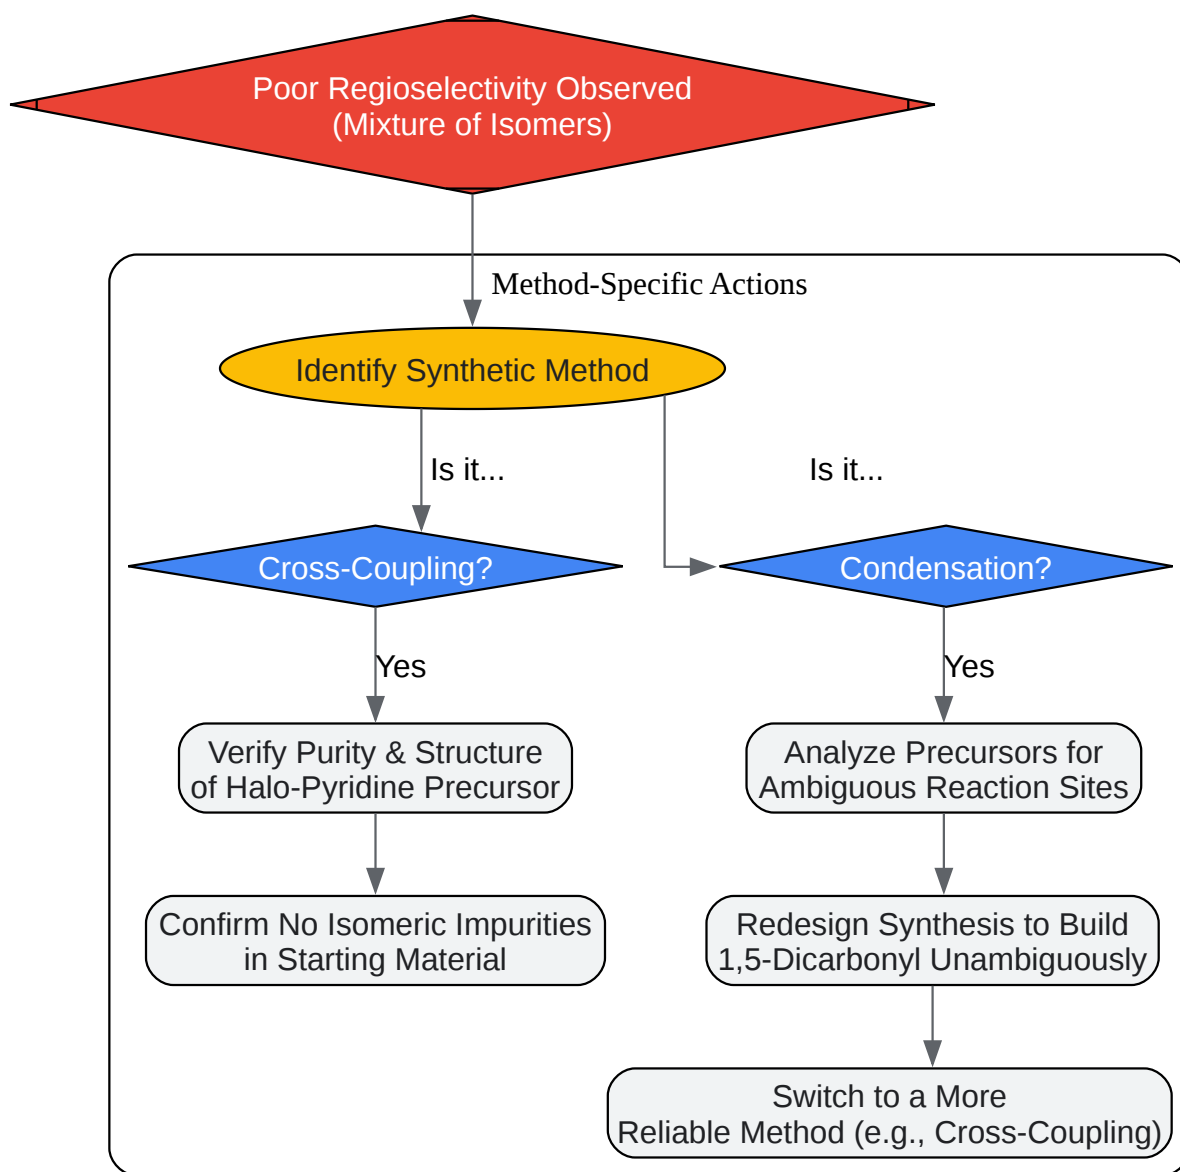 Poor Regioselectivity Observed
(Mixture of Isomers)
Method-Specific Actions
Identify Synthetic Method
Is it...
Is it...
Cross-Coupling?
Condensation?
Yes
Yes
Verify Purity & Structure
of Halo-Pyridine Precursor
Analyze Precursors for
Ambiguous Reaction Sites
Confirm No Isomeric Impurities
in Starting Material
Redesign Synthesis to Build
1,5-Dicarbonyl Unambiguously
Switch to a More
Reliable Method (e.g., Cross-Coupling)